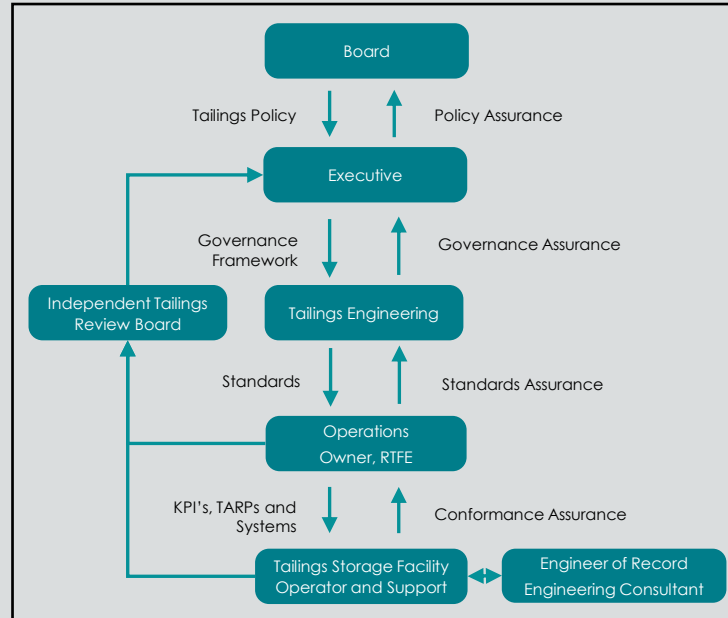 Board
Tailings Policy
Policy Assurance
Executive
Governance
Framework
Governance Assurance
Independent Tailings
Review Board
Tailings Engineering
Standards
Standards Assurance
Operations
Owner, RTFE
KPI's, TARPs and
Systems
Conformance Assurance
Tailings Storage Facility
Operator and Support
Engineer of Record
Engineering Consultant